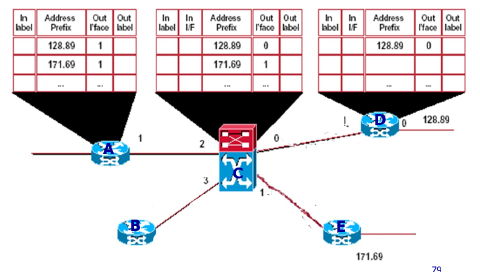 In label Address Prefix Out I'face Out label
128.89 1
171.69 1
... ...
In label In I/F Address Prefix Out I'face Out label
128.89 0
171.69 1
... ...
In label In I/F Address Prefix Out I'face Out label
128.89 0
... ...
A
1
2
3
0
1
C
B
D
0
128.89
E
171.69
79